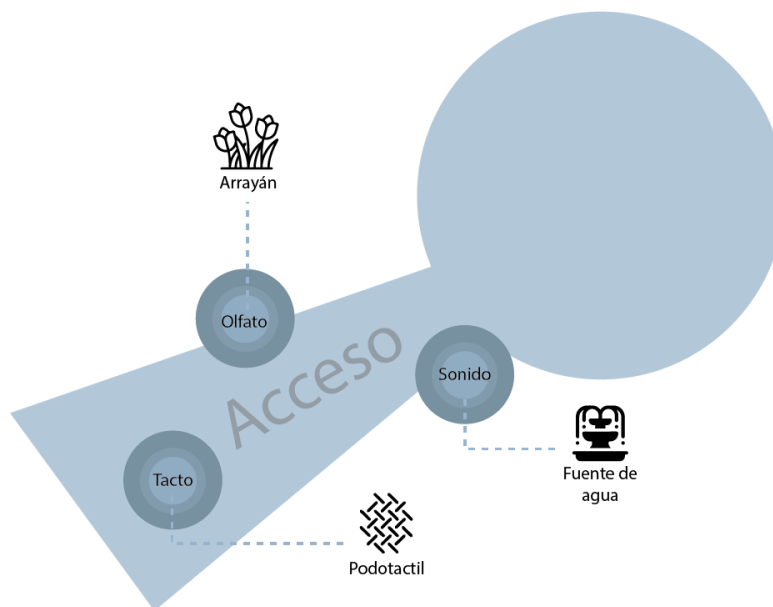 Arrayán
Olfato
Acceso
Sonido
Tacto
Fuente de
agua
Podotactil